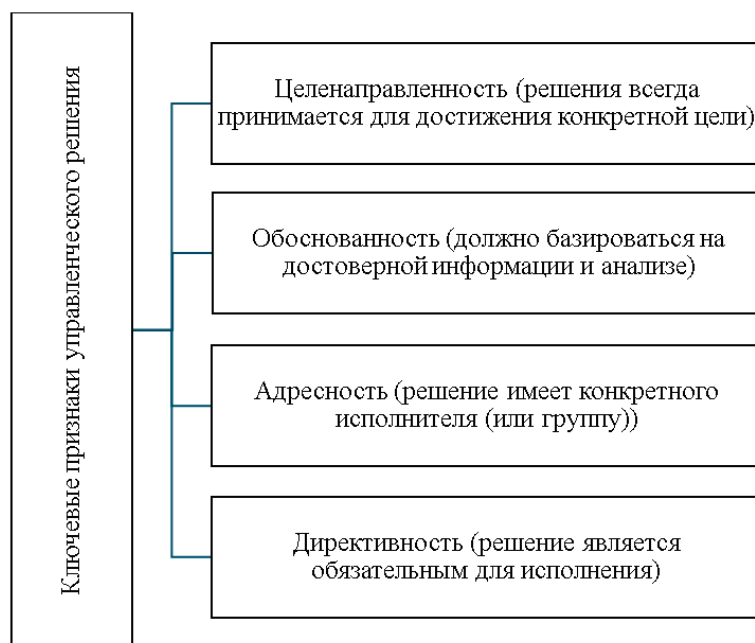 Ключевые признаки управленческого решения
Целенаправленность (решения всегда
принимается для достижения конкретной цели)
Обоснованность (должно базироваться на
достоверной информации и анализе)
Адресность (решение имеет конкретного
исполнителя (или группу))
Директивность (решение является
обязательным для исполнения)